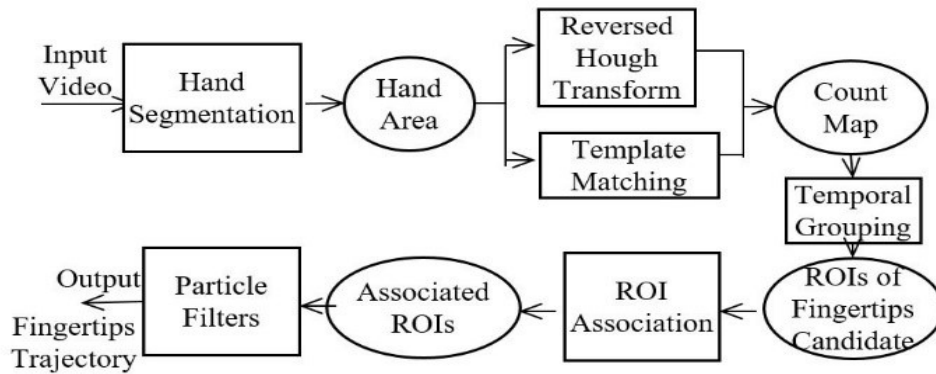 Input
Video
Hand
Segmentation
Hand
Area
Reversed
Hough
Transform
Template
Matching
Count
Map
Temporal
Grouping
ROIs of
Fingertips
Candidate
ROI
Association
Associated
ROIs
Particle
Filters
Output
Fingertips
Trajectory